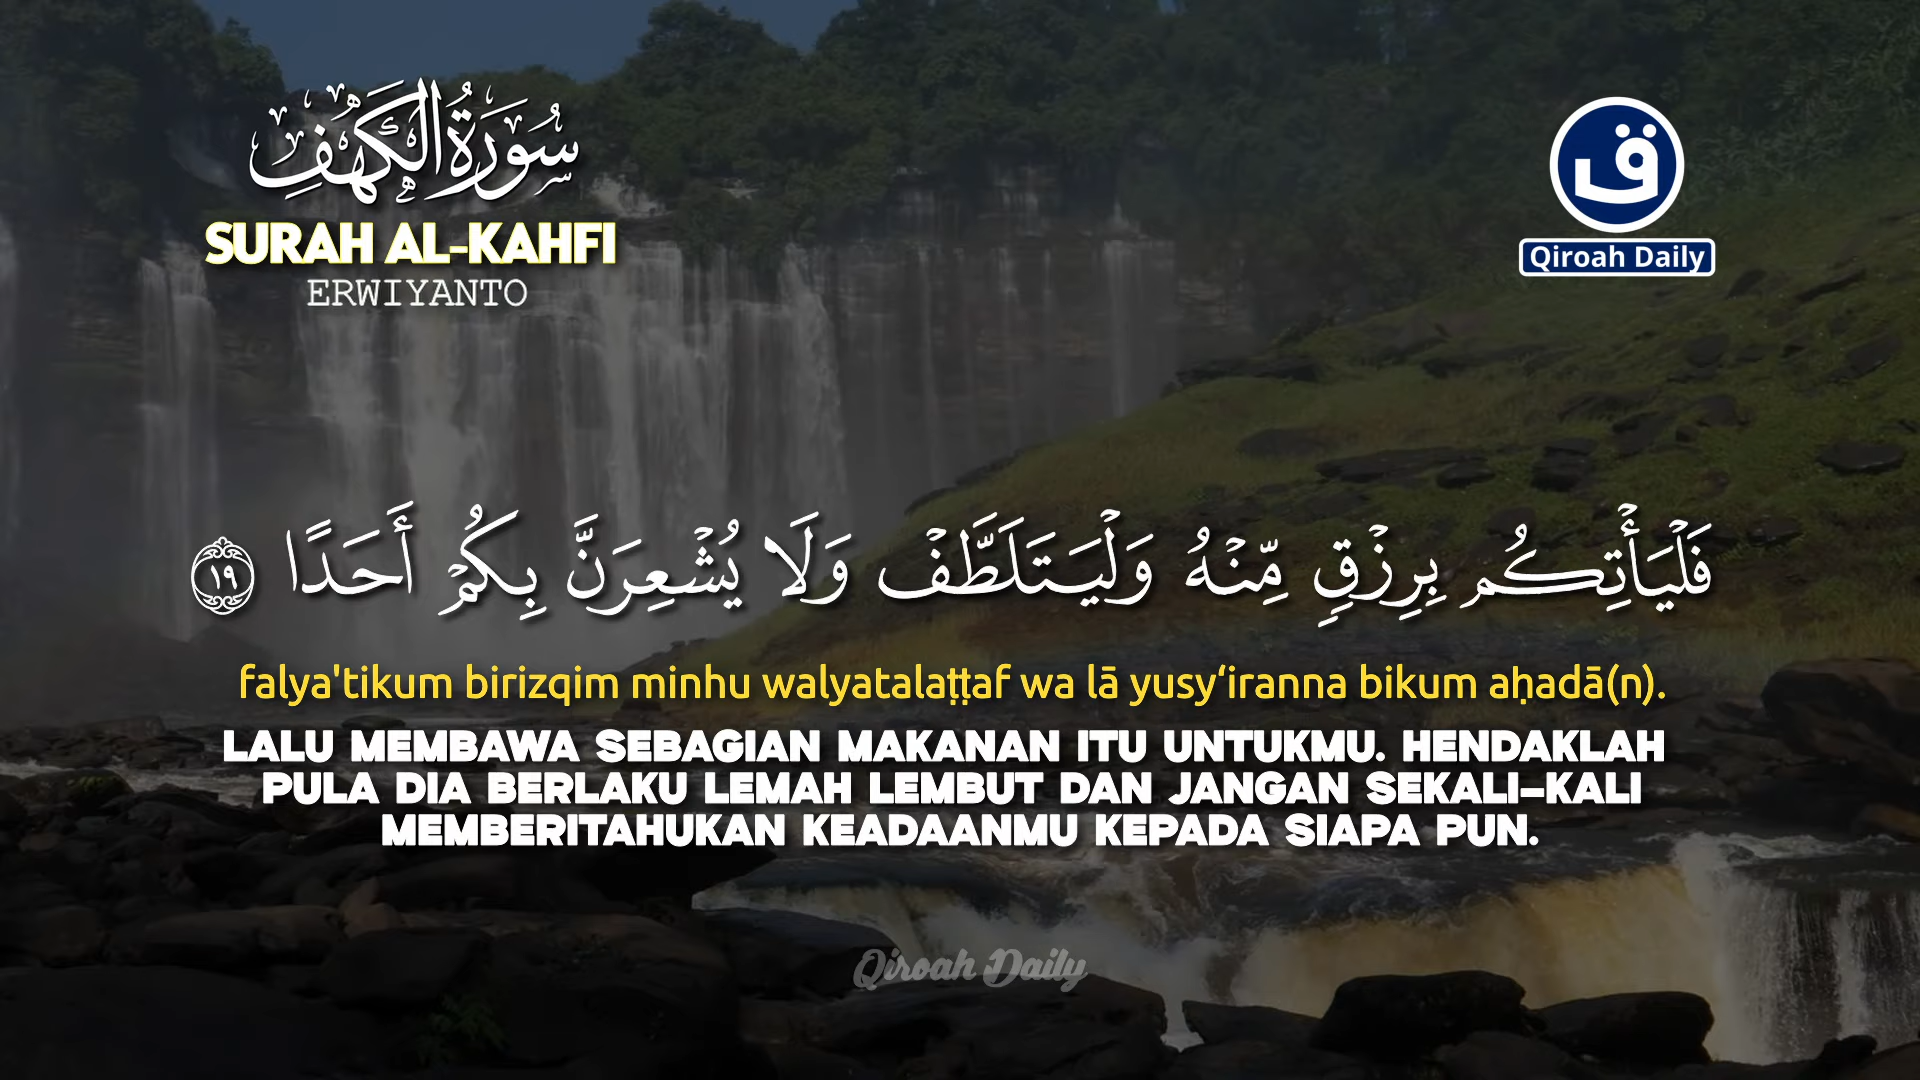 سُورَةُ الْكَهْفِ
SURAH AL-KAHFI
ERWIYANTO
ق
Qiroah Daily
فَلْيَأْتِكُم بِرِزْقٍ مِّنْهُ وَلْيَتَلَطَّفْ وَلَا يُشْعِرَنَّ بِكُمْ أَحَدًا ١٩
falya'tikum birizqim minhu walyatalaṭṭaf wa lā yusy‘iranna bikum aḥadā(n).
LALU MEMBAWA SEBAGIAN MAKANAN ITU UNTUKMU. HENDAKLAH
PULA DIA BERLAKU LEMAH LEMBUT DAN JANGAN SEKALI-KALI
MEMBERITAHUKAN KEADAANMU KEPADA SIAPA PUN.
Qiroah Daily